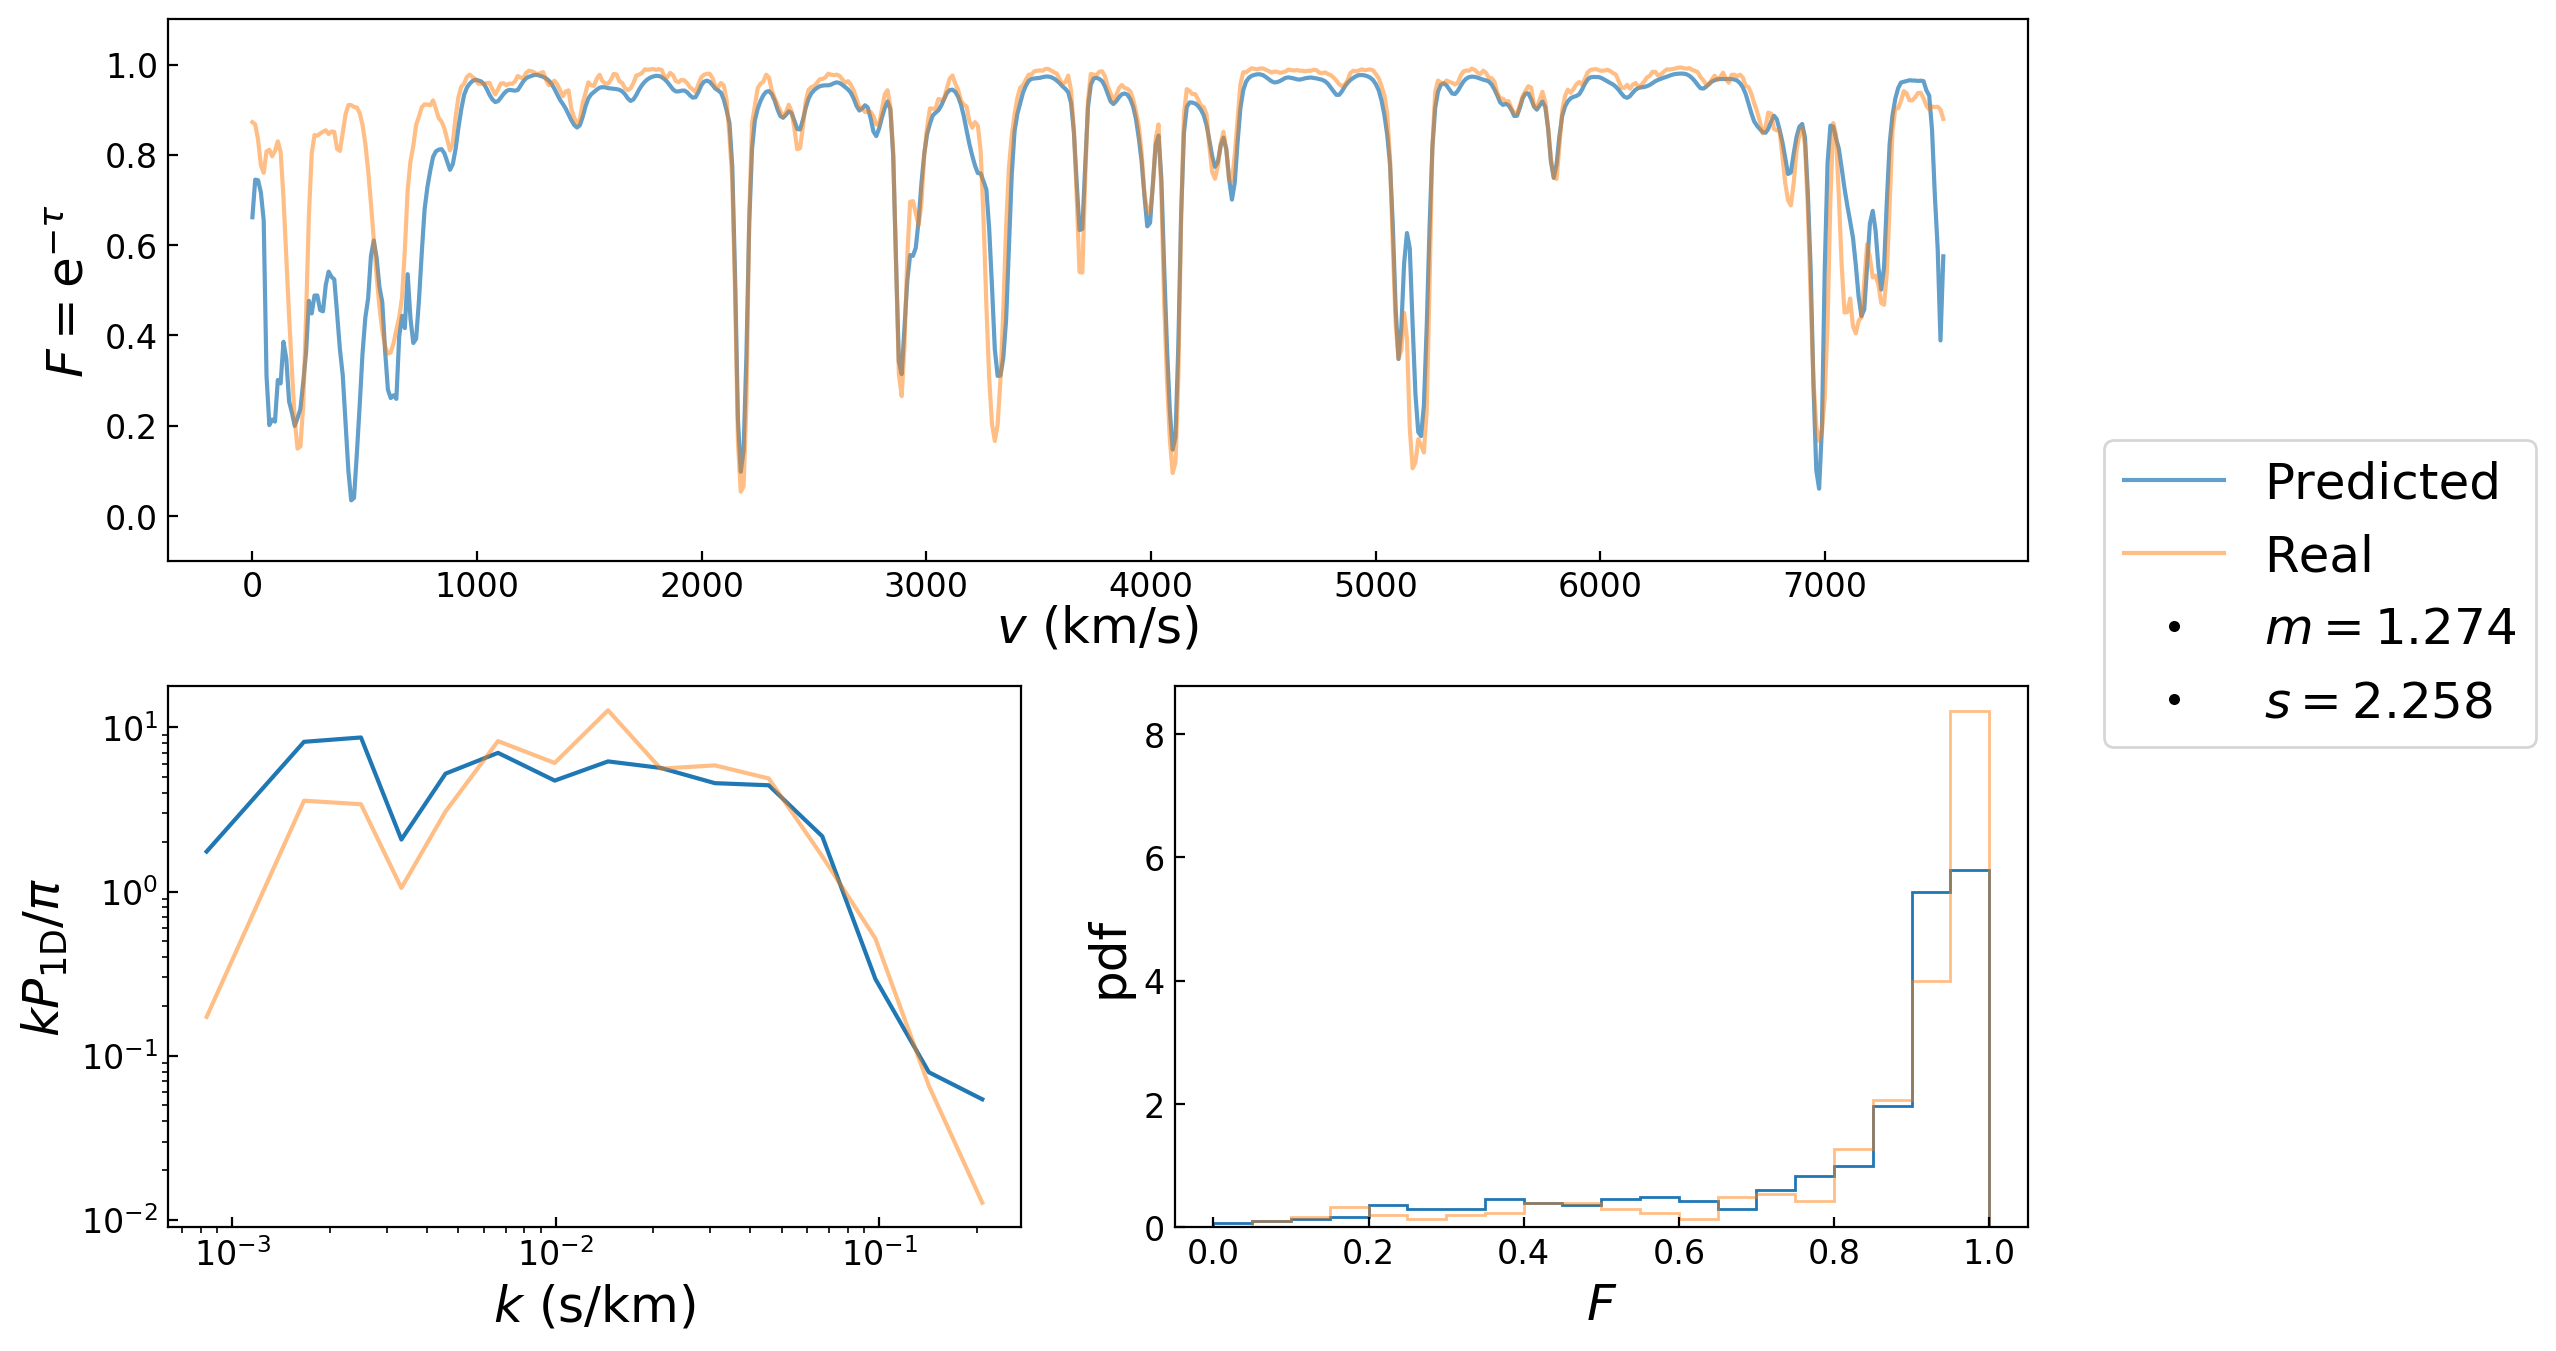 1.0
0.8
0.6
0.4
0.2
0.0
F = e^{−τ}
0 1000 2000 3000 4000 5000 6000 7000
v (km/s)
Predicted
Real
m = 1.274
s = 2.258
10^1
10^0
10^{−1}
10^{−2}
kP_{1D}/π
10^{−3} 10^{−2} 10^{−1}
k (s/km)
8
6
4
2
0
pdf
0.0 0.2 0.4 0.6 0.8 1.0
F